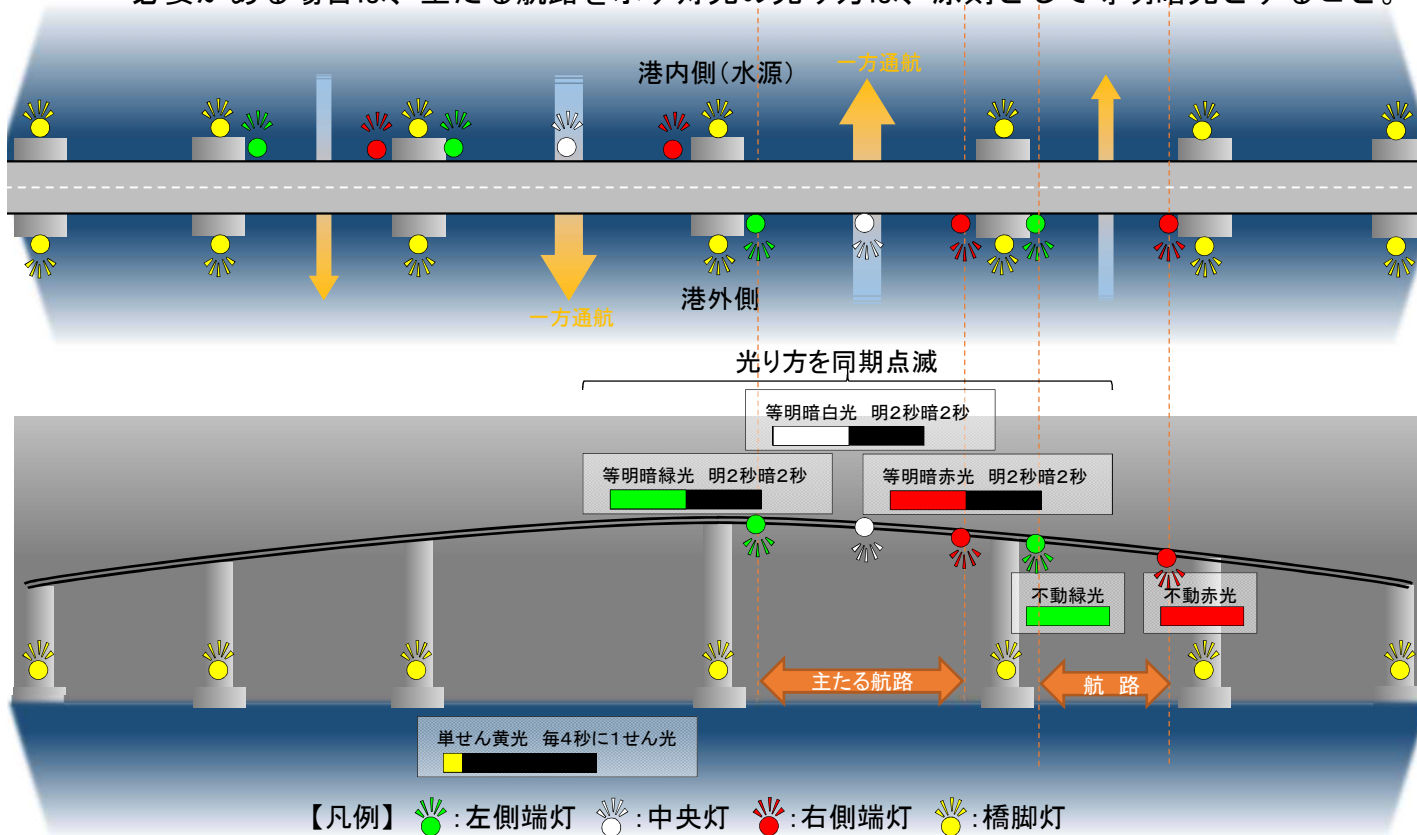 港内側(水源)
一方通航
港外側
一方通航
光り方を同期点滅
等明暗白光 明2秒暗2秒
等明暗緑光 明2秒暗2秒
等明暗赤光 明2秒暗2秒
不動緑光
不動赤光
主たる航路
航 路
単せん黄光 毎4秒に1せん光
【凡例】 :左側端灯 :中央灯 :右側端灯 :橋脚灯